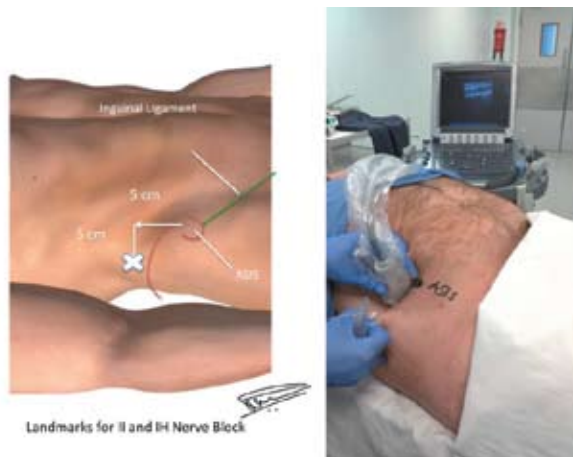 Inguinal Ligament
5 cm
5 cm
ASIS
Landmarks for II and IH Nerve Block
ASIS